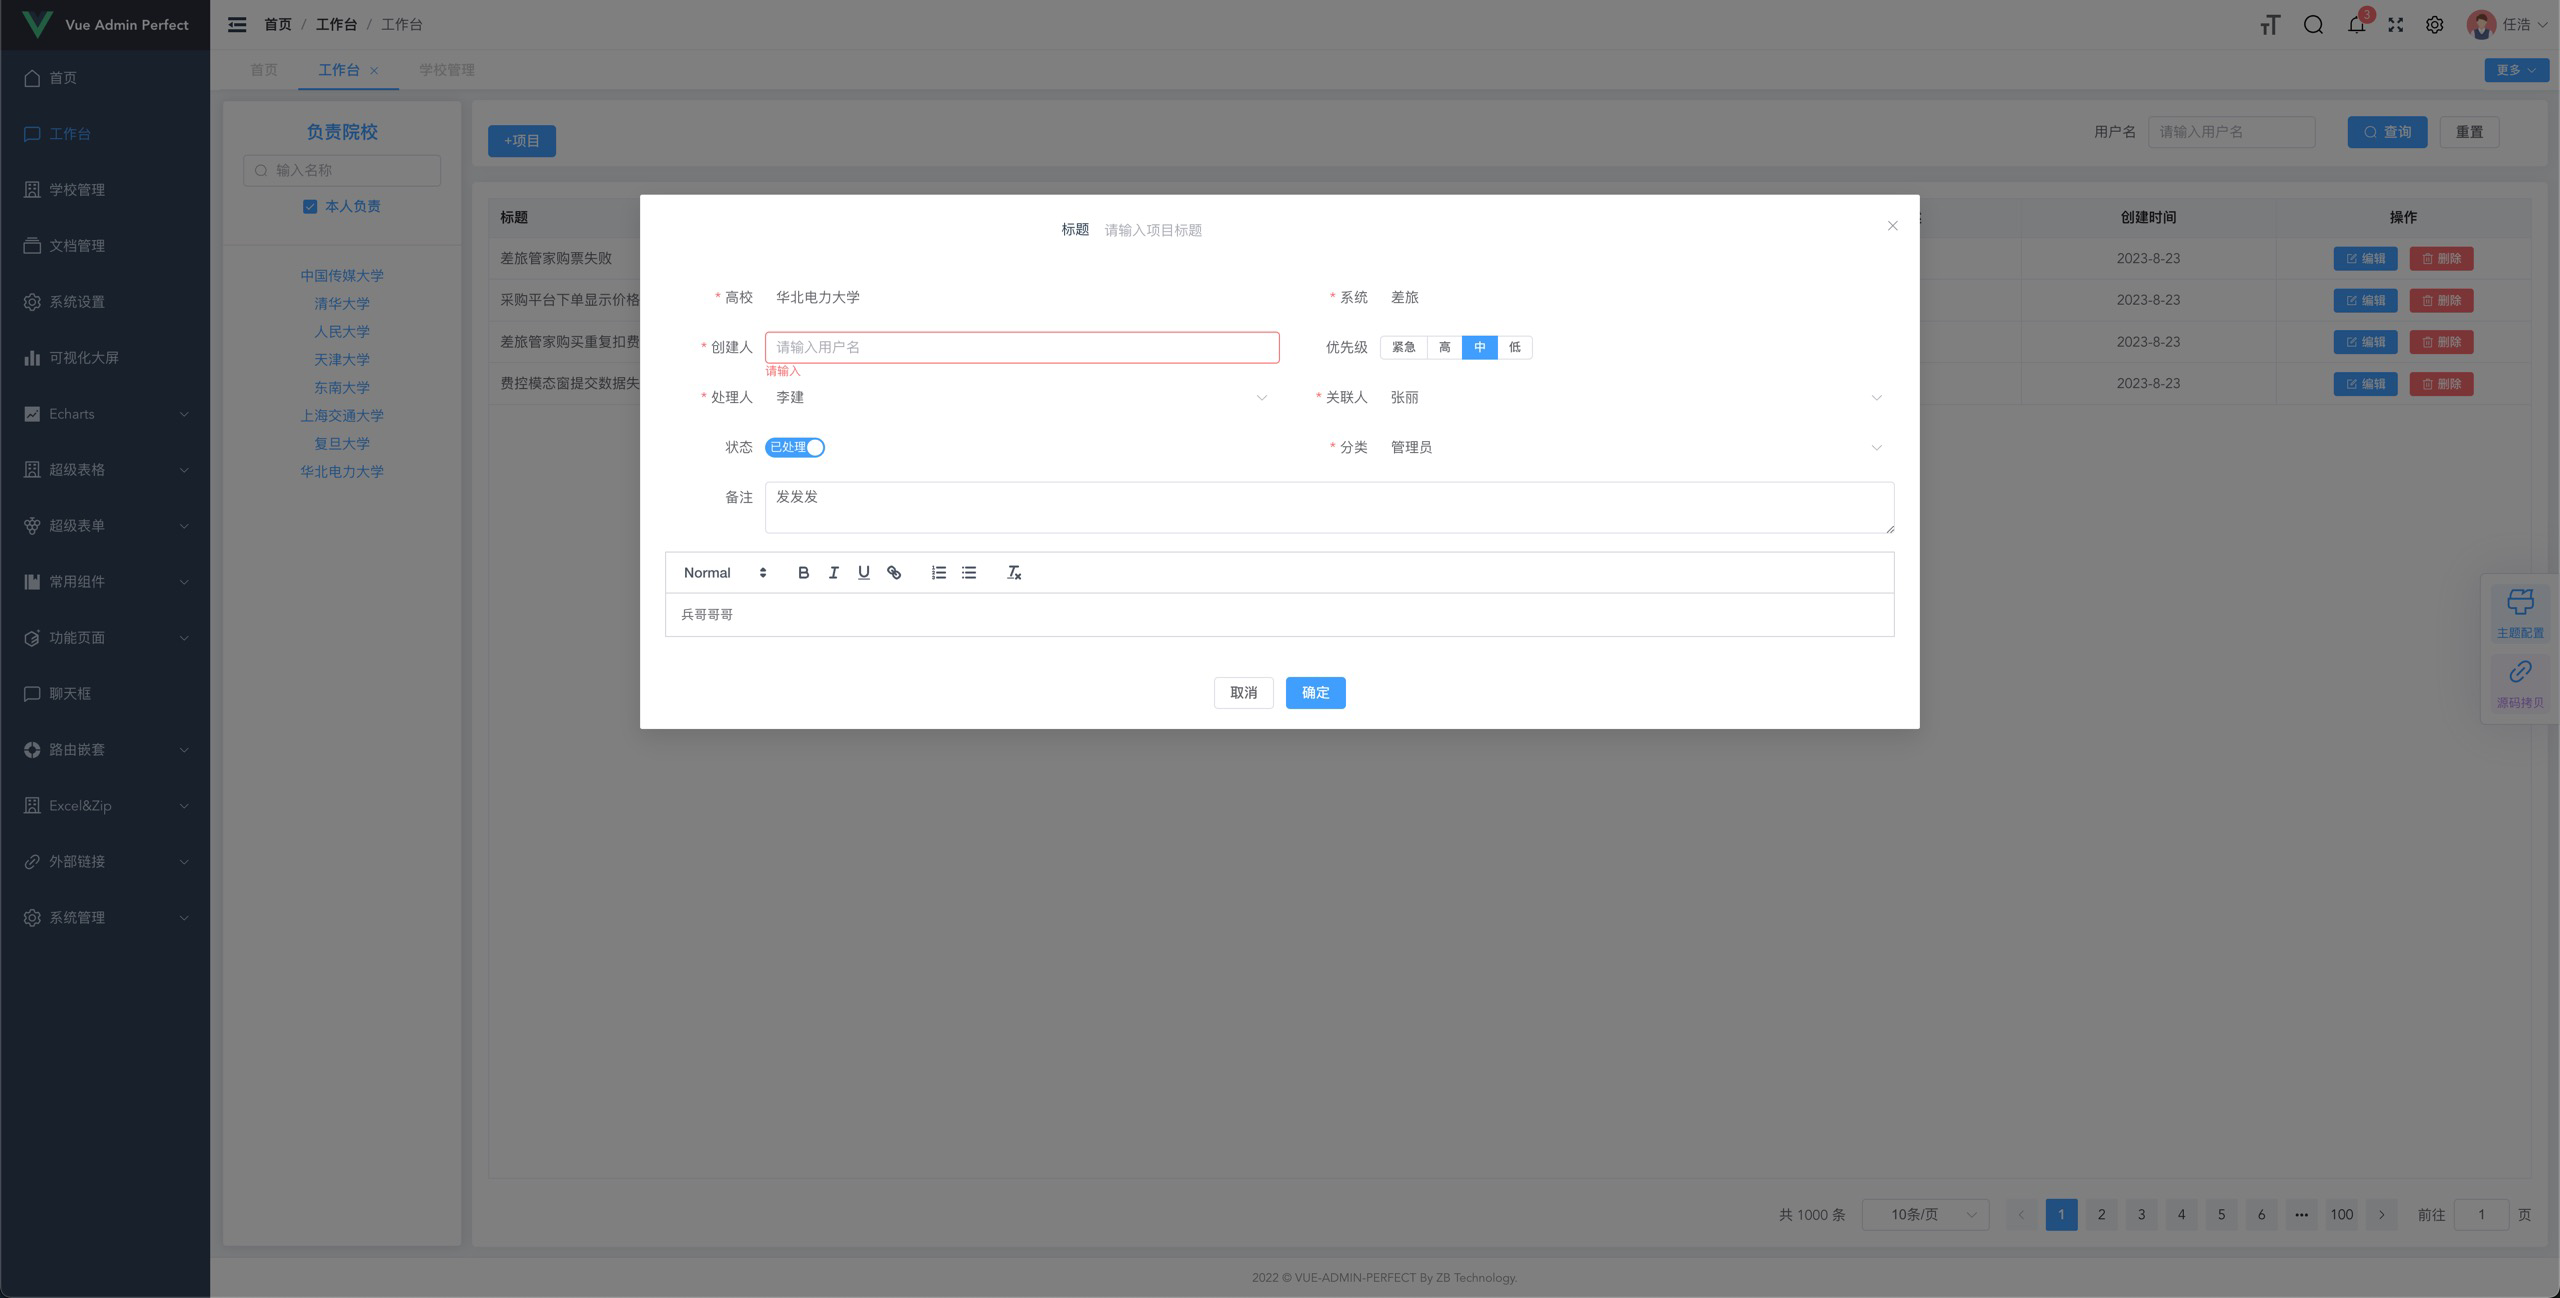 Vue Admin Perfect
首页 / 工作台 / 工作台
3
任浩
首页
工作台
学校管理
更多
首页
工作台
学校管理
文档管理
系统设置
可视化大屏
Echarts
超级表格
超级表单
常用组件
功能页面
聊天框
路由嵌套
Excel&Zip
外部链接
系统管理
负责院校
输入名称
本人负责
中国传媒大学
清华大学
人民大学
天津大学
东南大学
上海交通大学
复旦大学
华北电力大学
+项目
用户名 请输入用户名 查询 重置
标题 创建时间 操作
差旅管家购票失败 2023-8-23 编辑 删除
采购平台下单显示价格 2023-8-23 编辑 删除
差旅管家购买重复扣费 2023-8-23 编辑 删除
费控模态窗提交数据失 2023-8-23 编辑 删除
标题 请输入项目标题
* 高校 华北电力大学 * 系统 差旅
* 创建人 请输入用户名 优先级 紧急 高 中 低
请输入
* 处理人 李建 * 关联人 张丽
状态 已处理 * 分类 管理员
备注 发发发
Normal B I U
兵哥哥哥
取消 确定
主题配置
源码拷贝
共 1000 条 10条/页 1 2 3 4 5 6 ••• 100 前往 1 页
2022 © VUE-ADMIN-PERFECT By ZB Technology.